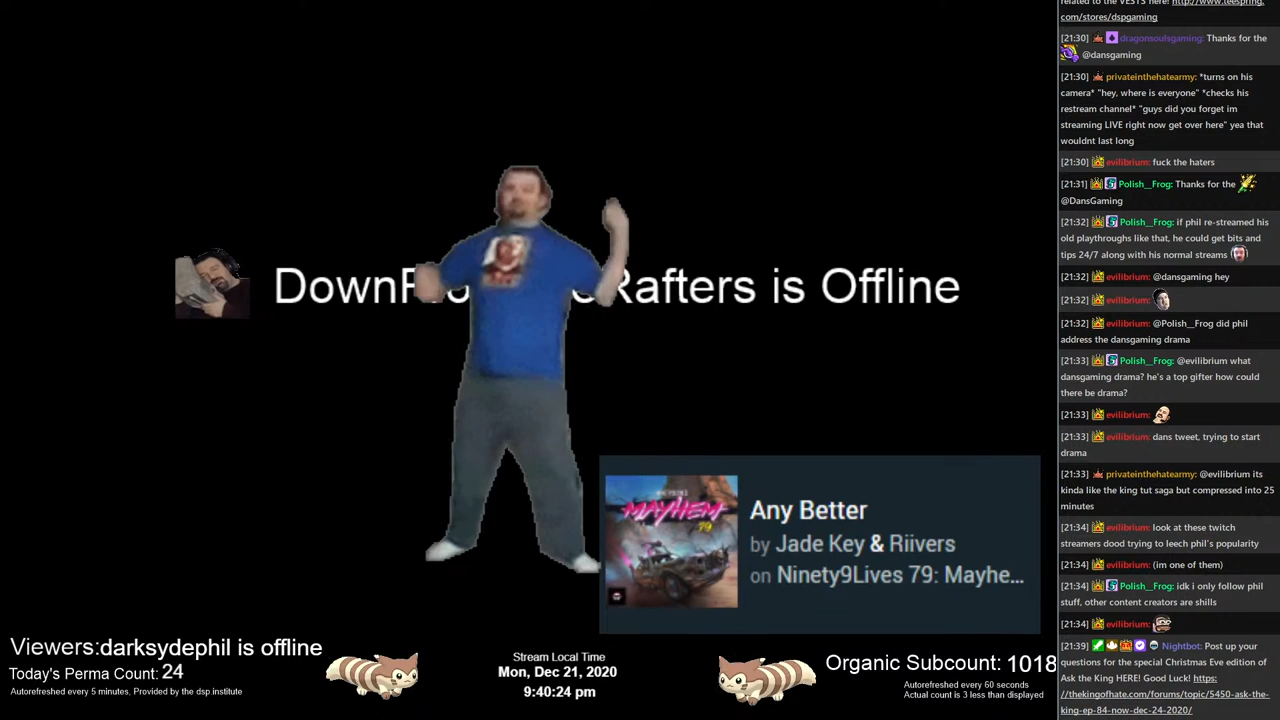 DownF Rafters is Offline
MAYHEM
79
Any Better
by Jade Key & Riivers
on Ninety9Lives 79: Mayhe...
Viewers:darksydephil is offline
Today's Perma Count: 24
Autorefreshed every 5 minutes, Provided by the dsp institute
Stream Local Time
Mon, Dec 21, 2020
9:40:24 pm
Organic Subcount: 1018
Autorefreshed every 60 seconds
Actual count is 3 less than displayed
related to the VESTS here! http://www.teespring.
com/stores/dspgaming
[21:30] dragonsoulsgaming: Thanks for the
@dansgaming
[21:30] privateinthehatearmy: *turns on his
camera* "hey, where is everyone" *checks his
restream channel* "guys did you forget im
streaming LIVE right now get over here" yea that
wouldnt last long
[21:30] evilibrium: fuck the haters
[21:31] Polish__Frog: Thanks for the
@DansGaming
[21:32] Polish__Frog: if phil re-streamed his
old playthroughs like that, he could get bits and
tips 24/7 along with his normal streams
[21:32] evilibrium: @dansgaming hey
[21:32] evilibrium:
[21:32] evilibrium: @Polish__Frog did phil
address the dansgaming drama
[21:33] Polish__Frog: @evilibrium what
dansgaming drama? he's a top gifter how could
there be drama?
[21:33] evilibrium:
[21:33] evilibrium: dans tweet, trying to start
drama
[21:33] privateinthehatearmy: @evilibrium its
kinda like the king tut saga but compressed into 25
minutes
[21:34] evilibrium: look at these twitch
streamers dood trying to leech phil's popularity
[21:34] evilibrium: (im one of them)
[21:34] Polish__Frog: idk i only follow phil
stuff, other content creators are shills
[21:34] evilibrium:
[21:39] Nightbot: Post up your
questions for the special Christmas Eve edition of
Ask the King HERE! Good Luck! https:
//thekingofhate.com/forums/topic/5450-ask-the-
king-ep-84-now-dec-24-2020/